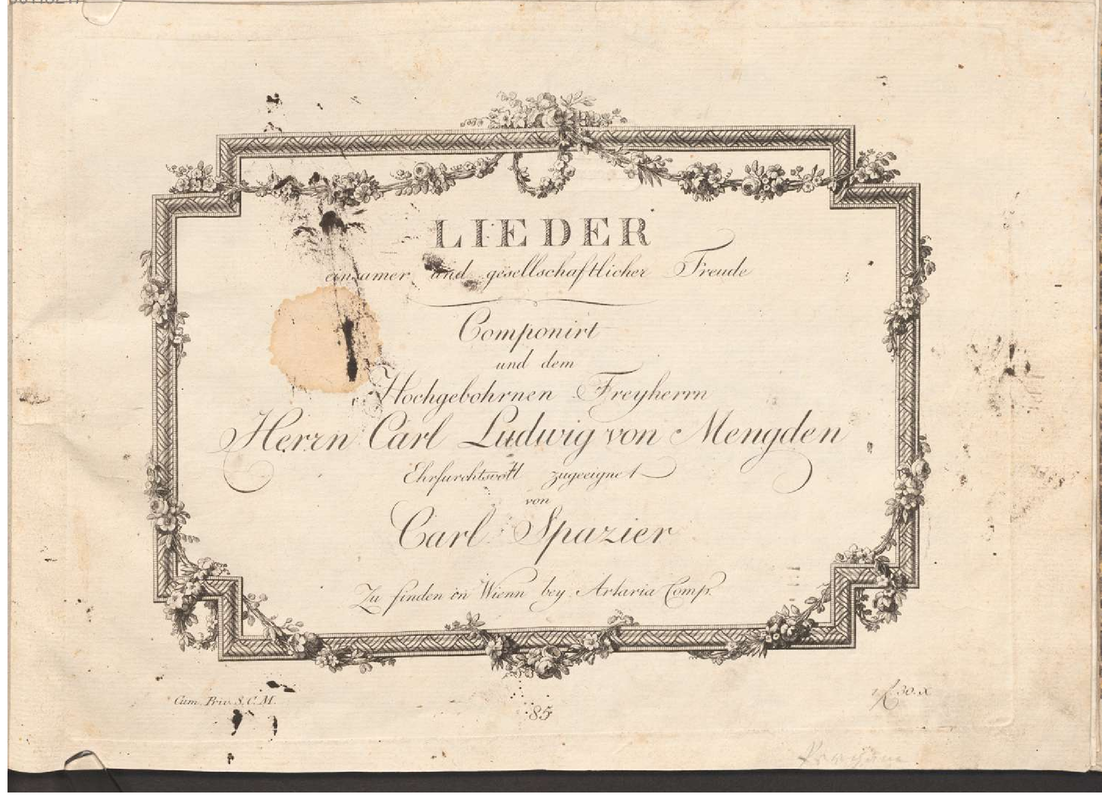 LIEDER
einsamer und gesellschaftlicher Freude
Componirt
und dem
Hochgebohrnen Freyherrn
Herrn Carl Ludwig von Mengden
Ehrfurchtsvoll zugeeignet
von
Carl Spazier
Zu finden in Wienn bey Artaria Comp.
Cum. Priv. S. C. M.
85
30. x